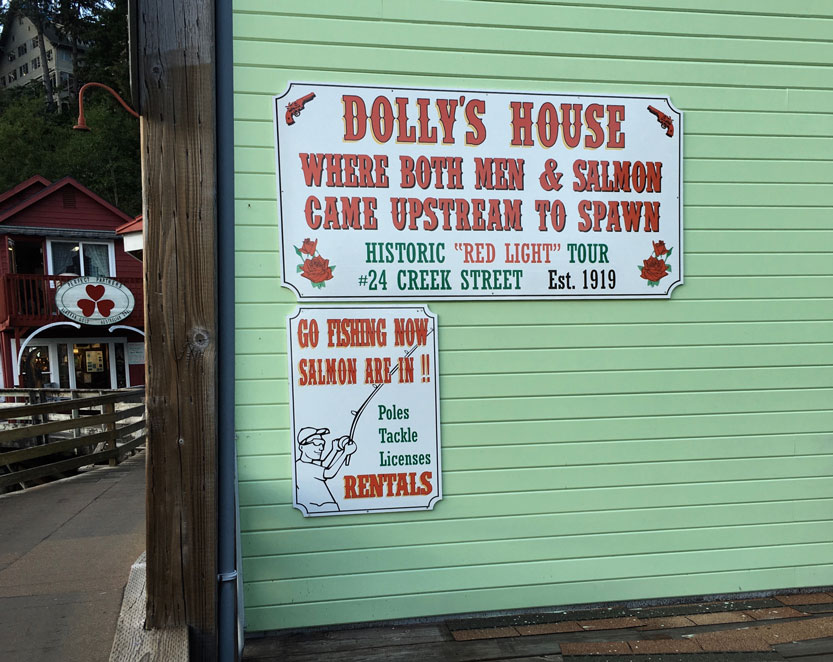 DOLLY'S HOUSE
WHERE BOTH MEN & SALMON
CAME UPSTREAM TO SPAWN
HISTORIC "RED LIGHT" TOUR
#24 CREEK STREET Est. 1919
GO FISHING NOW
SALMON ARE IN !!
Poles
Tackle
Licenses
RENTALS